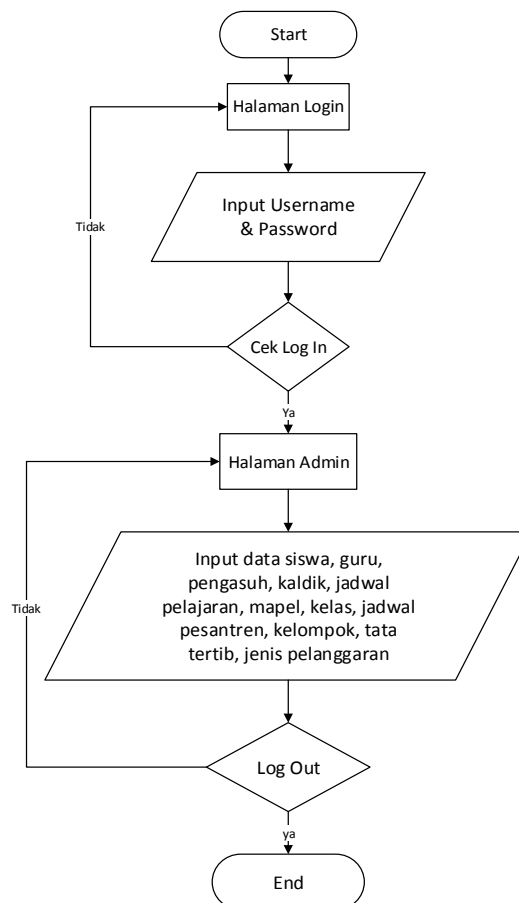 Start
Halaman Login
Input Username
& Password
Tidak
Cek Log In
Ya
Halaman Admin
Input data siswa, guru,
pengasuh, kaldik, jadwal
pelajaran, mapel, kelas, jadwal
pesantren, kelompok, tata
tertib, jenis pelanggaran
Tidak
Log Out
ya
End